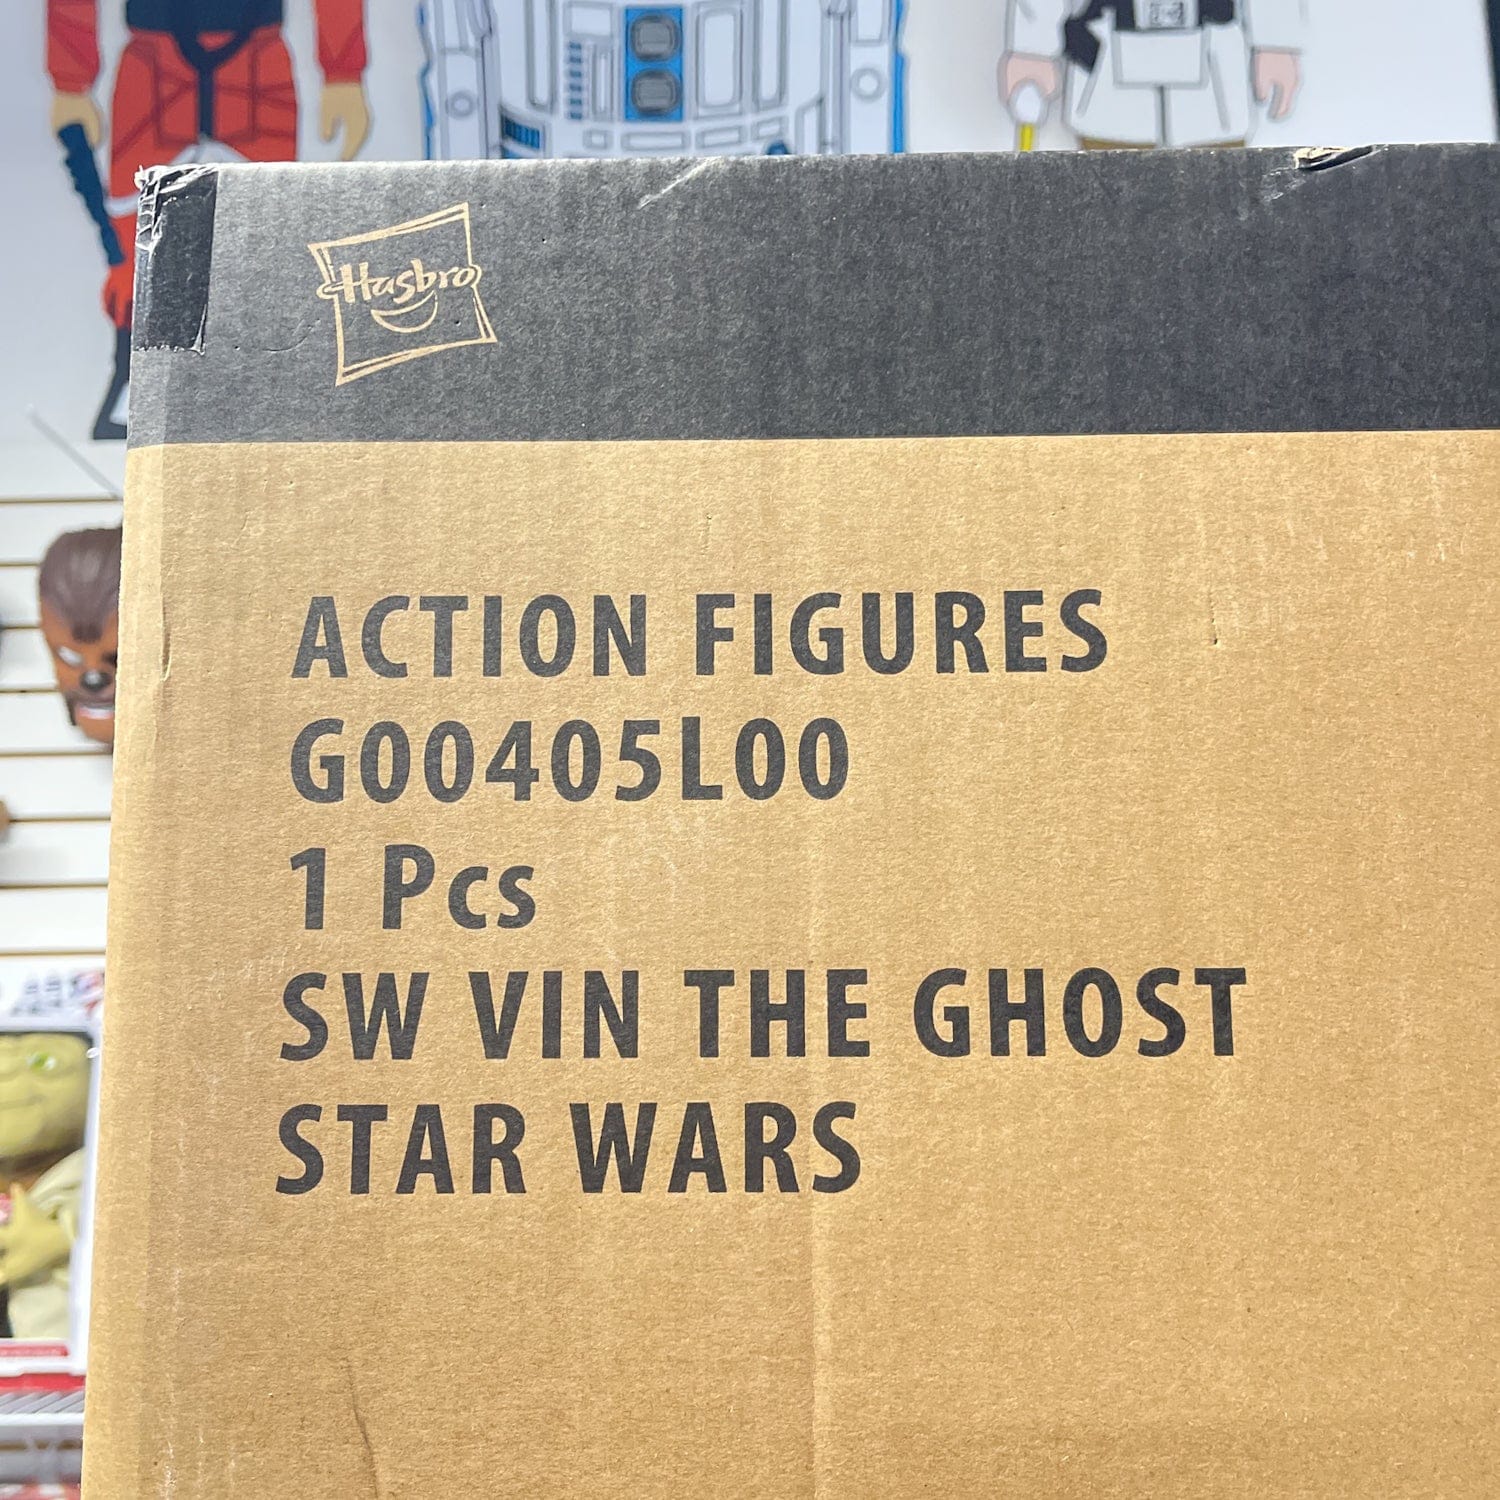 Hasbro
ACTION FIGURES
G00405L00
1 Pcs
SW VIN THE GHOST
STAR WARS